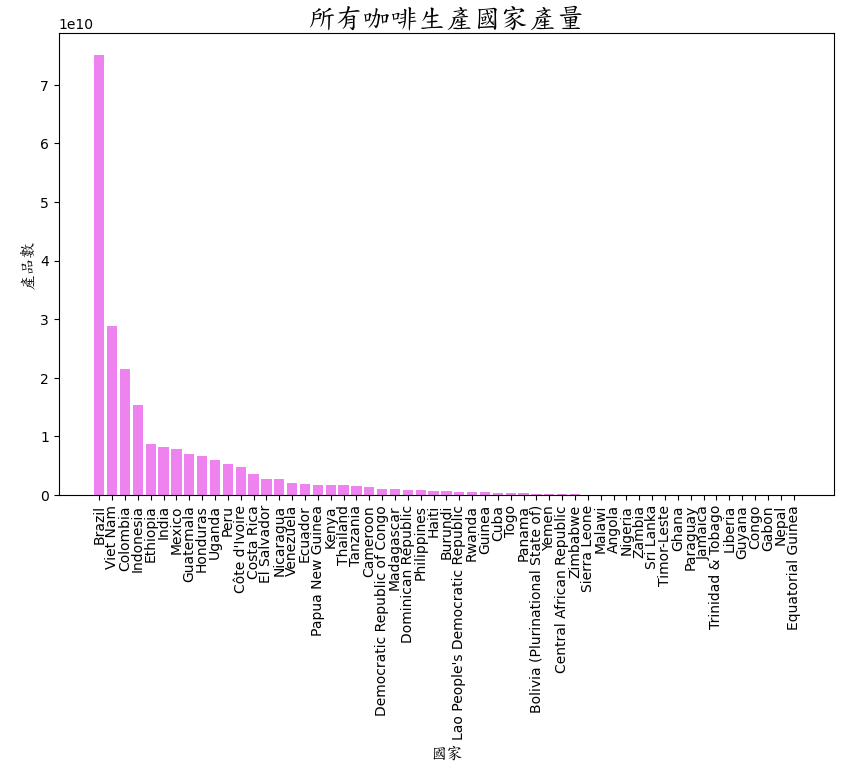 所有咖啡生產國家產量
1e10
7
6
5
4
3
2
1
0
產品數
Brazil
Viet Nam
Colombia
Indonesia
Ethiopia
India
Mexico
Guatemala
Honduras
Uganda
Peru
Côte d'Ivoire
Costa Rica
El Salvador
Nicaragua
Venezuela
Ecuador
Papua New Guinea
Kenya
Thailand
Tanzania
Cameroon
Democratic Republic of Congo
Madagascar
Dominican Republic
Philippines
Haiti
Burundi
Lao People's Democratic Republic
Rwanda
Guinea
Cuba
Togo
Panama
Bolivia (Plurinational State of)
Yemen
Central African Republic
Zimbabwe
Sierra Leone
Malawi
Angola
Nigeria
Zambia
Sri Lanka
Timor-Leste
Ghana
Paraguay
Jamaica
Trinidad & Tobago
Liberia
Guyana
Congo
Gabon
Nepal
Equatorial Guinea
國家